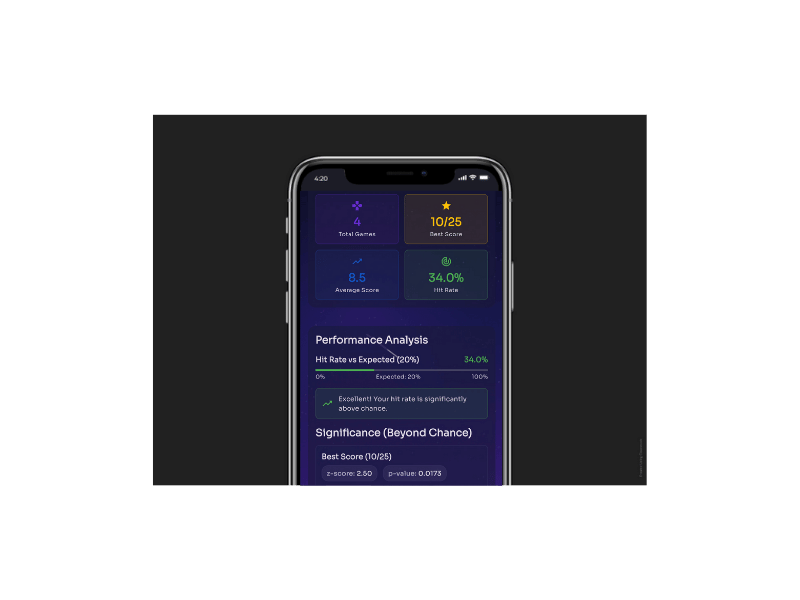 4:20
4
Total Games
10/25
Best Score
8.5
Average Score
34.0%
Hit Rate
Performance Analysis
Hit Rate vs Expected (20%) 34.0%
0% Expected: 20% 100%
Excellent! Your hit rate is significantly
above chance.
Significance (Beyond Chance)
Best Score (10/25)
z-score: 2.50 p-value: 0.0173